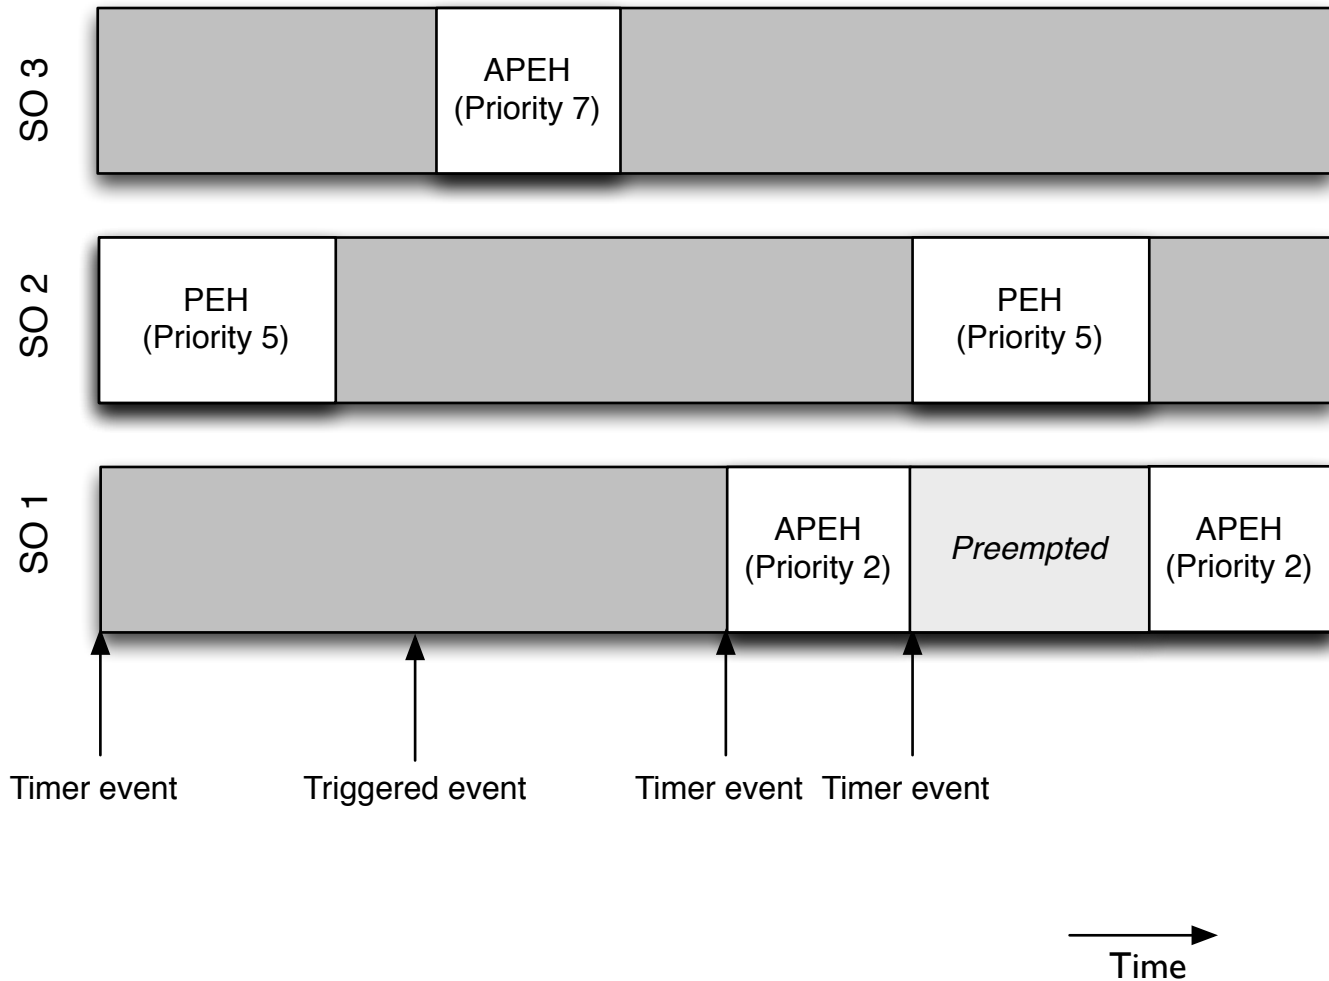 SO 3
APEH
(Priority 7)
SO 2
PEH
(Priority 5)
PEH
(Priority 5)
SO 1
APEH
(Priority 2)
Preempted
APEH
(Priority 2)
Timer event
Triggered event
Timer event
Timer event
Time